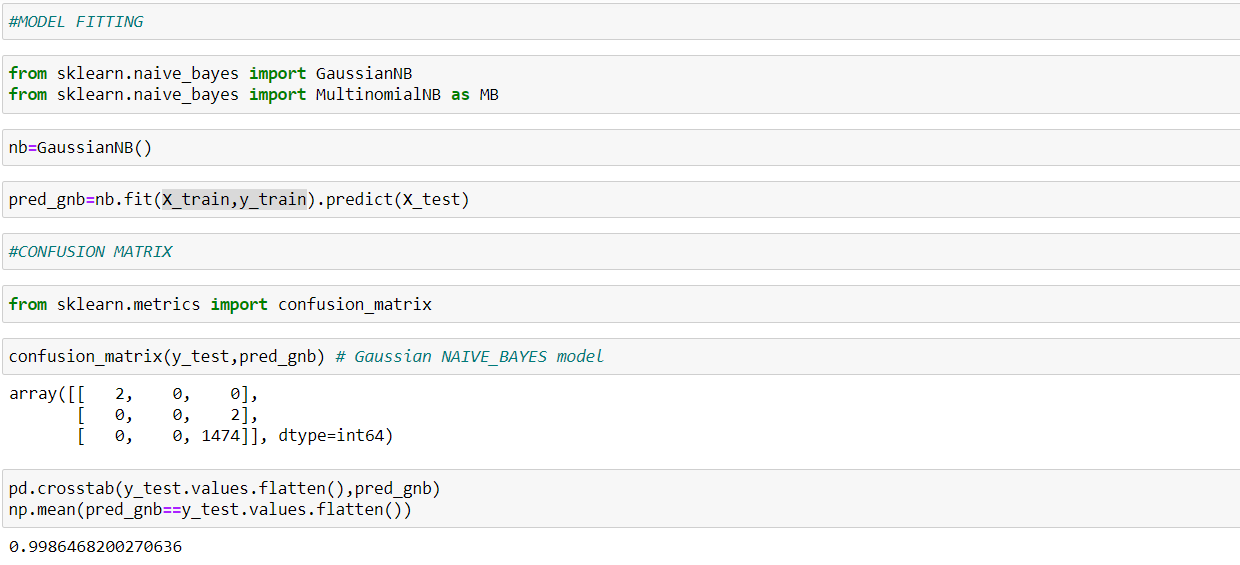 #MODEL FITTING
from sklearn.naive_bayes import GaussianNB
from sklearn.naive_bayes import MultinomialNB as MB
nb=GaussianNB()
pred_gnb=nb.fit(X_train,y_train).predict(X_test)
#CONFUSION MATRIX
from sklearn.metrics import confusion_matrix
confusion_matrix(y_test,pred_gnb) # Gaussian NAIVE_BAYES model
array([[   2,    0,    0],
       [   0,    0,    2],
       [   0,    0, 1474]], dtype=int64)
pd.crosstab(y_test.values.flatten(),pred_gnb)
np.mean(pred_gnb==y_test.values.flatten())
0.9986468200270636